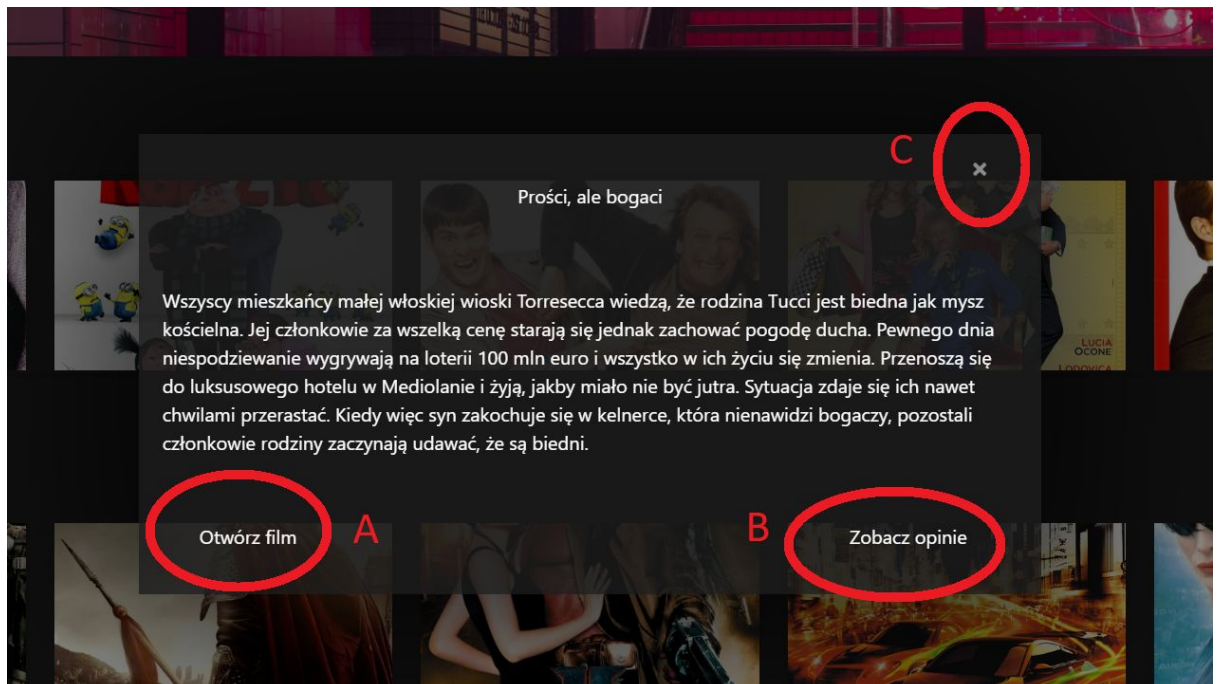 C
×
Prości, ale bogaci
Wszyscy mieszkańcy małej włoskiej wioski Torresecca wiedzą, że rodzina Tucci jest biedna jak mysz
kościelna. Jej członkowie za wszelką cenę starają się jednak zachować pogodę ducha. Pewnego dnia
niespodziewanie wygrywają na loterii 100 mln euro i wszystko w ich życiu się zmienia. Przenoszą się
do luksusowego hotelu w Mediolanie i żyją, jakby miało nie być jutra. Sytuacja zdaje się ich nawet
chwilami przerastać. Kiedy więc syn zakochuje się w kelnerce, która nienawidzi bogaczy, pozostali
członkowie rodziny zaczynają udawać, że są biedni.
LUCIA
OCONE
LODOVICA
Otwórz film
A
B
Zobacz opinie